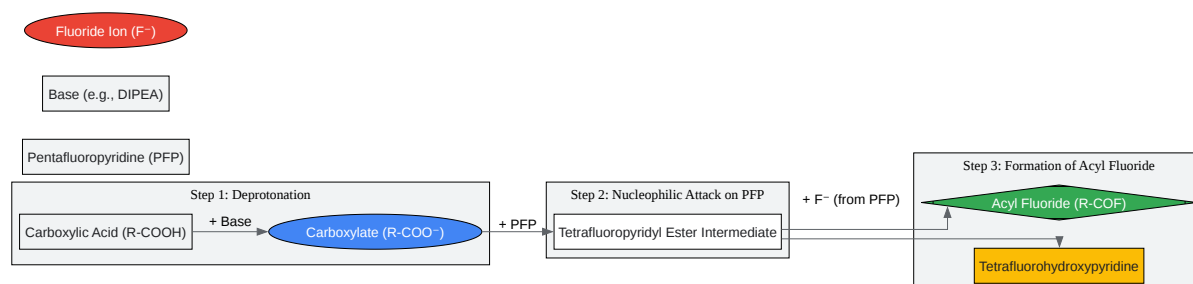 Fluoride Ion (F⁻)
Base (e.g., DIPEA)
Pentafluoropyridine (PFP)
Step 1: Deprotonation
Carboxylic Acid (R-COOH)
+ Base
Carboxylate (R-COO⁻)
+ PFP
Step 2: Nucleophilic Attack on PFP
Tetrafluoropyridyl Ester Intermediate
+ F⁻ (from PFP)
Step 3: Formation of Acyl Fluoride
Acyl Fluoride (R-COF)
Tetrafluorohydroxypyridine